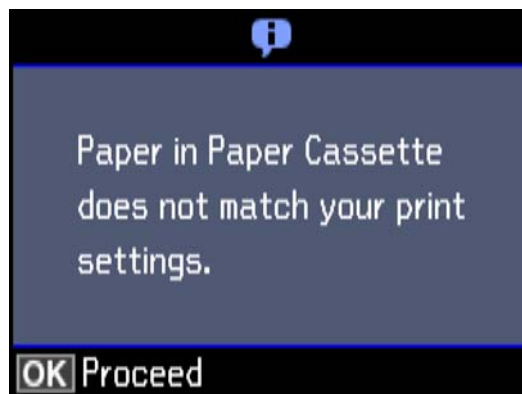 Paper in Paper Cassette
does not match your print
settings.
OK Proceed